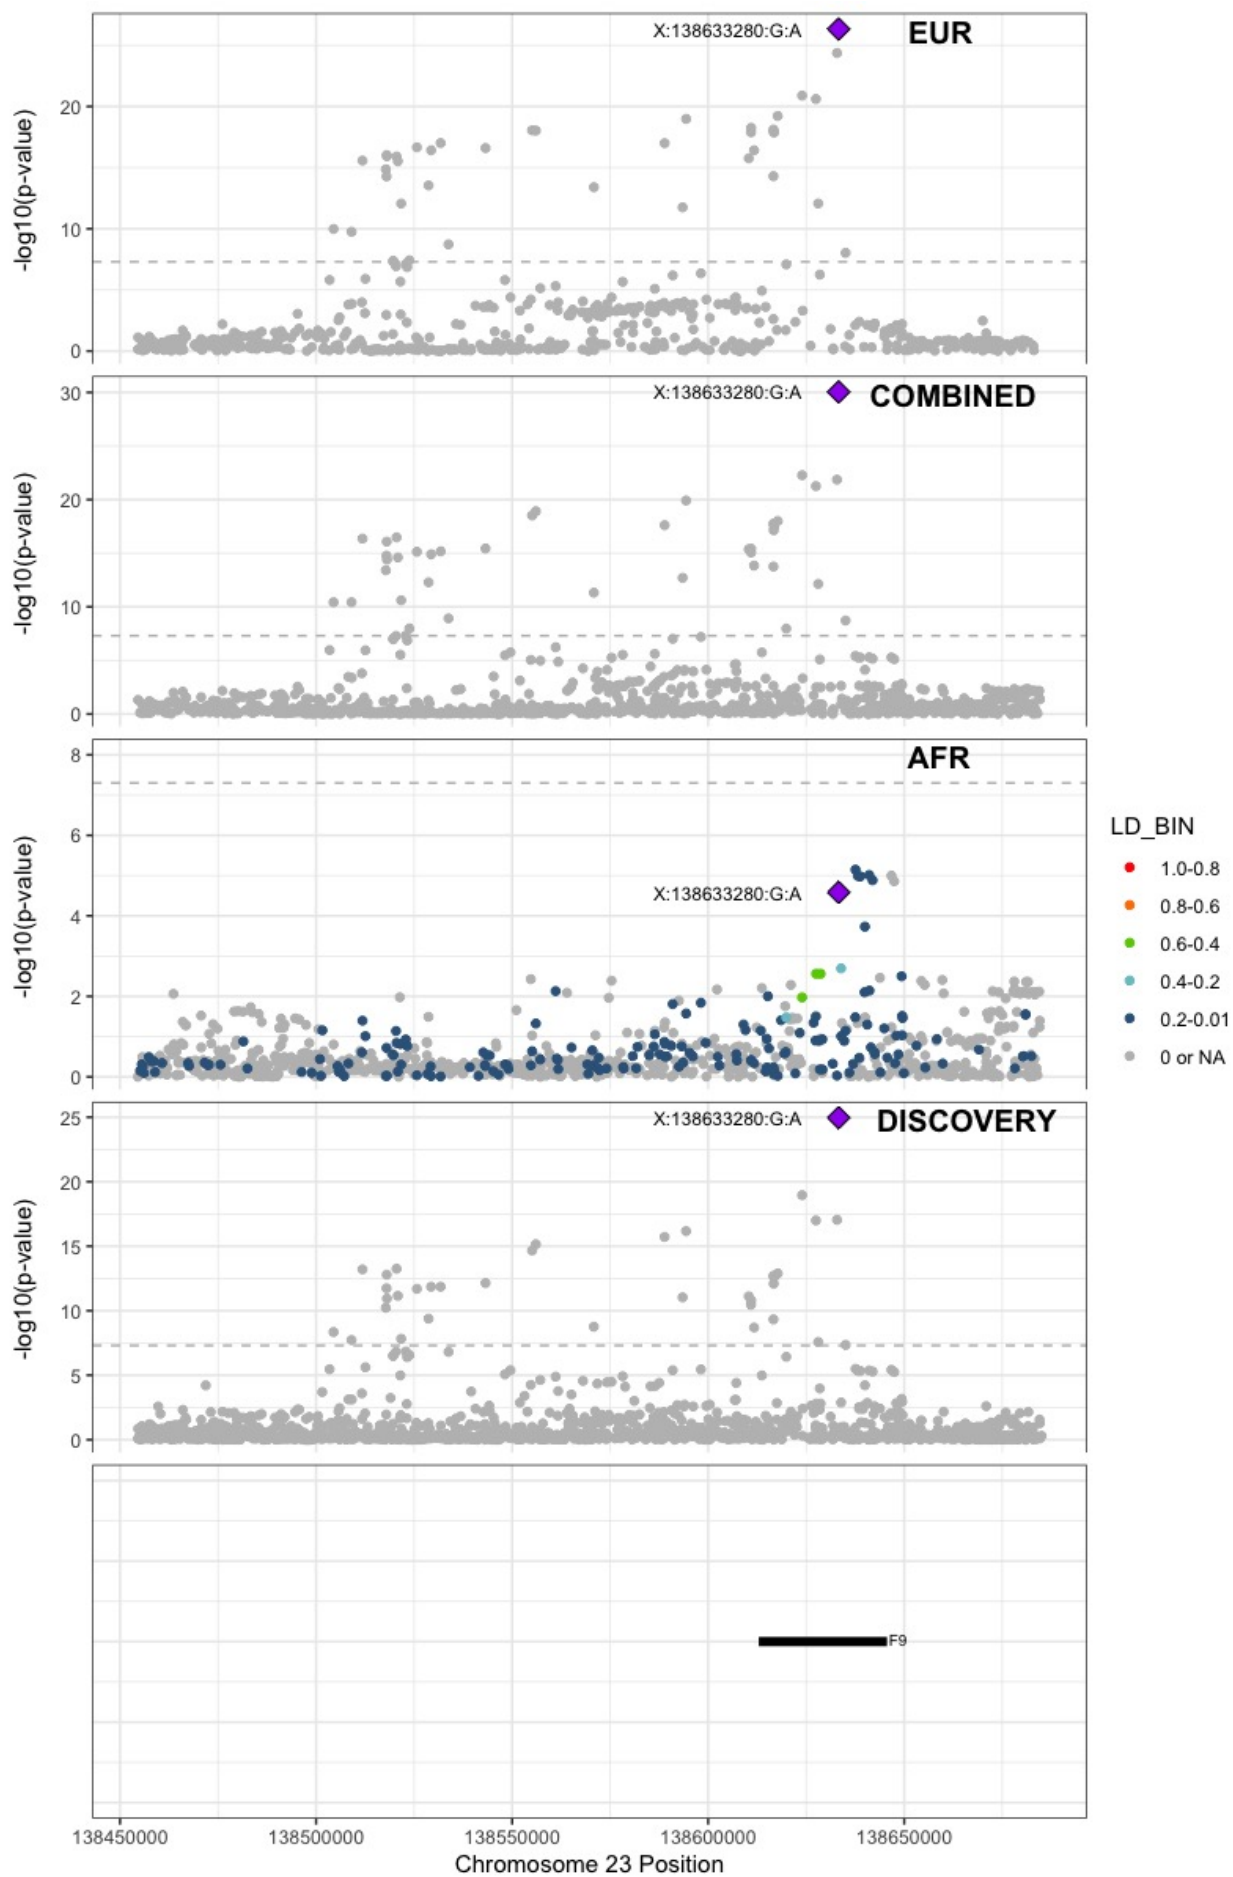 X:138633280:G:A
EUR
-log10(p-value)
20
10
0
X:138633280:G:A
COMBINED
-log10(p-value)
30
20
10
0
AFR
-log10(p-value)
8
6
4
2
0
X:138633280:G:A
LD_BIN
1.0-0.8
0.8-0.6
0.6-0.4
0.4-0.2
0.2-0.01
0 or NA
X:138633280:G:A
DISCOVERY
-log10(p-value)
25
20
15
10
5
0
F9
138450000 138500000 138550000 138600000 138650000
Chromosome 23 Position